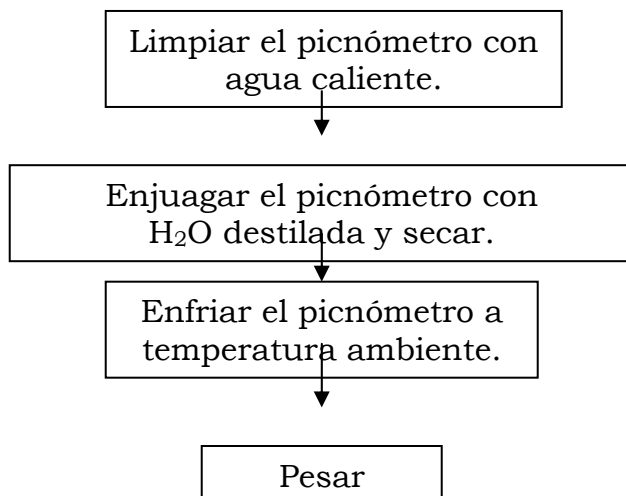 Limpiar el picnómetro con
agua caliente.
Enjuagar el picnómetro con
H₂O destilada y secar.
Enfriar el picnómetro a
temperatura ambiente.
Pesar